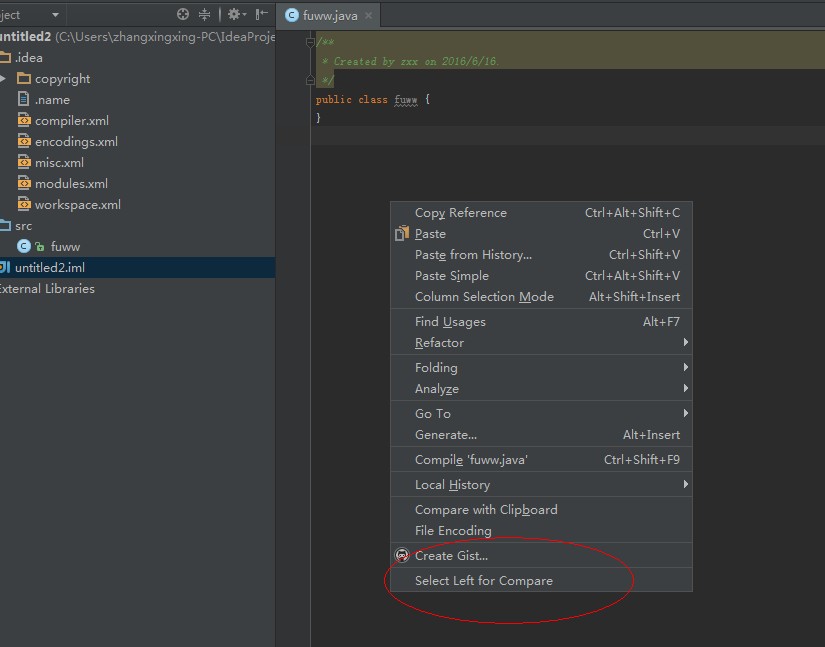 ject
fuww.java
untitled2 (C:\Users\zhangxingxing-PC\IdeaProje
.idea
copyright
.name
compiler.xml
encodings.xml
misc.xml
modules.xml
workspace.xml
src
fuww
untitled2.iml
External Libraries
/**
* Created by zxx on 2016/6/16.
*/
public class fuww {
}
Copy Reference Ctrl+Alt+Shift+C
Paste Ctrl+V
Paste from History... Ctrl+Shift+V
Paste Simple Ctrl+Alt+Shift+V
Column Selection Mode Alt+Shift+Insert
Find Usages Alt+F7
Refactor
Folding
Analyze
Go To
Generate... Alt+Insert
Compile 'fuww.java' Ctrl+Shift+F9
Local History
Compare with Clipboard
File Encoding
Create Gist...
Select Left for Compare